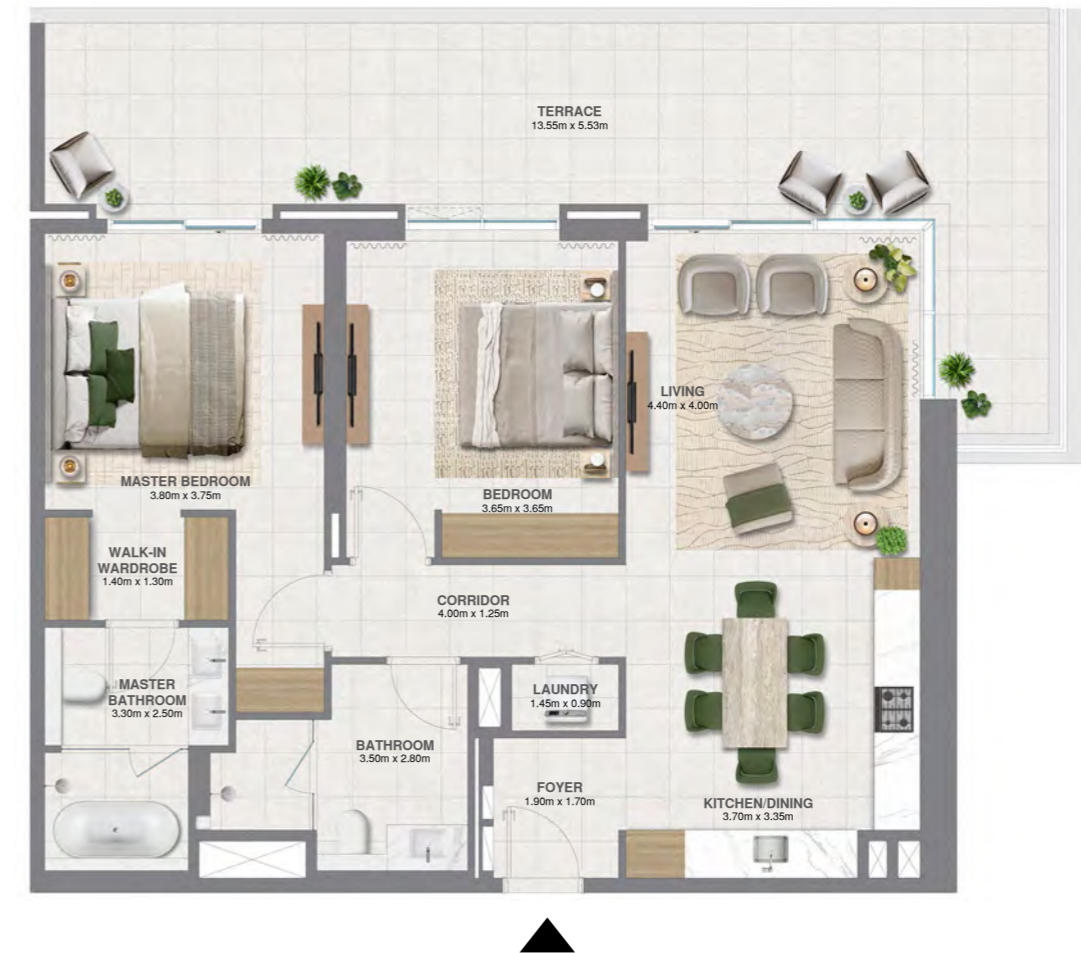 TERRACE
13.55m x 5.53m
LIVING
4.40m x 4.00m
MASTER BEDROOM
3.80m x 3.75m
BEDROOM
3.65m x 3.65m
WALK-IN
WARDROBE
1.40m x 1.30m
CORRIDOR
4.00m x 1.25m
MASTER
BATHROOM
3.30m x 2.50m
LAUNDRY
1.45m x 0.90m
BATHROOM
3.50m x 2.80m
FOYER
1.90m x 1.70m
KITCHEN/DINING
3.70m x 3.35m